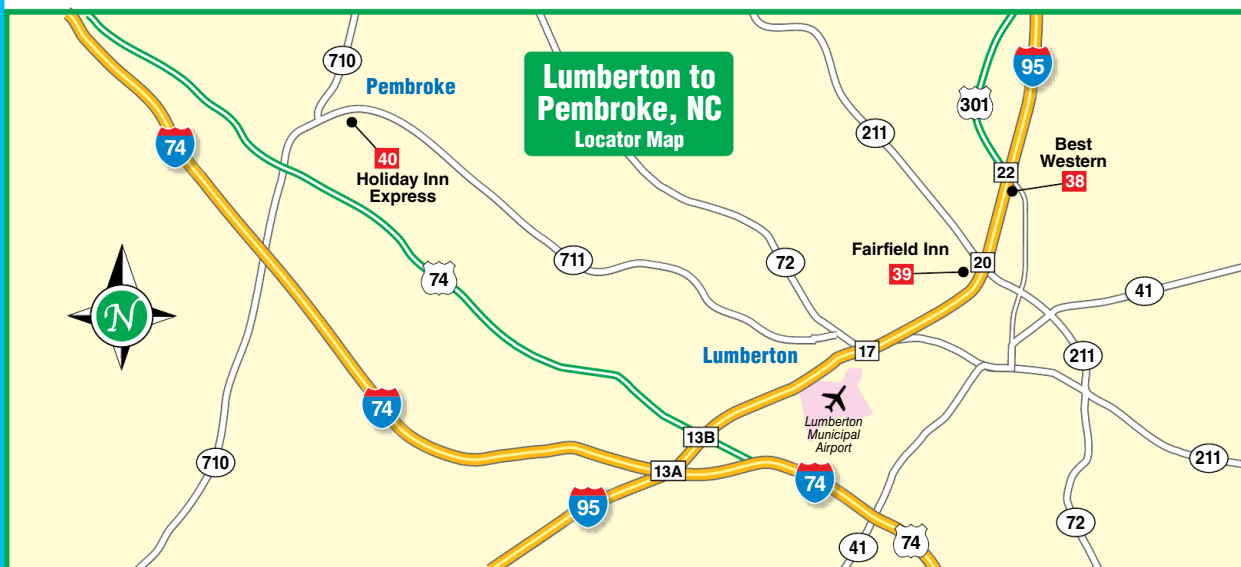 Lumberton to
Pembroke, NC
Locator Map
710
Pembroke
95
301
211
74
40
Holiday Inn
Express
Best
Western
22
38
Fairfield Inn
20
39
72
711
74
41
N
17
Lumberton
211
74
Lumberton
Municipal
Airport
13B
13A
710
74
211
95
72
41
74